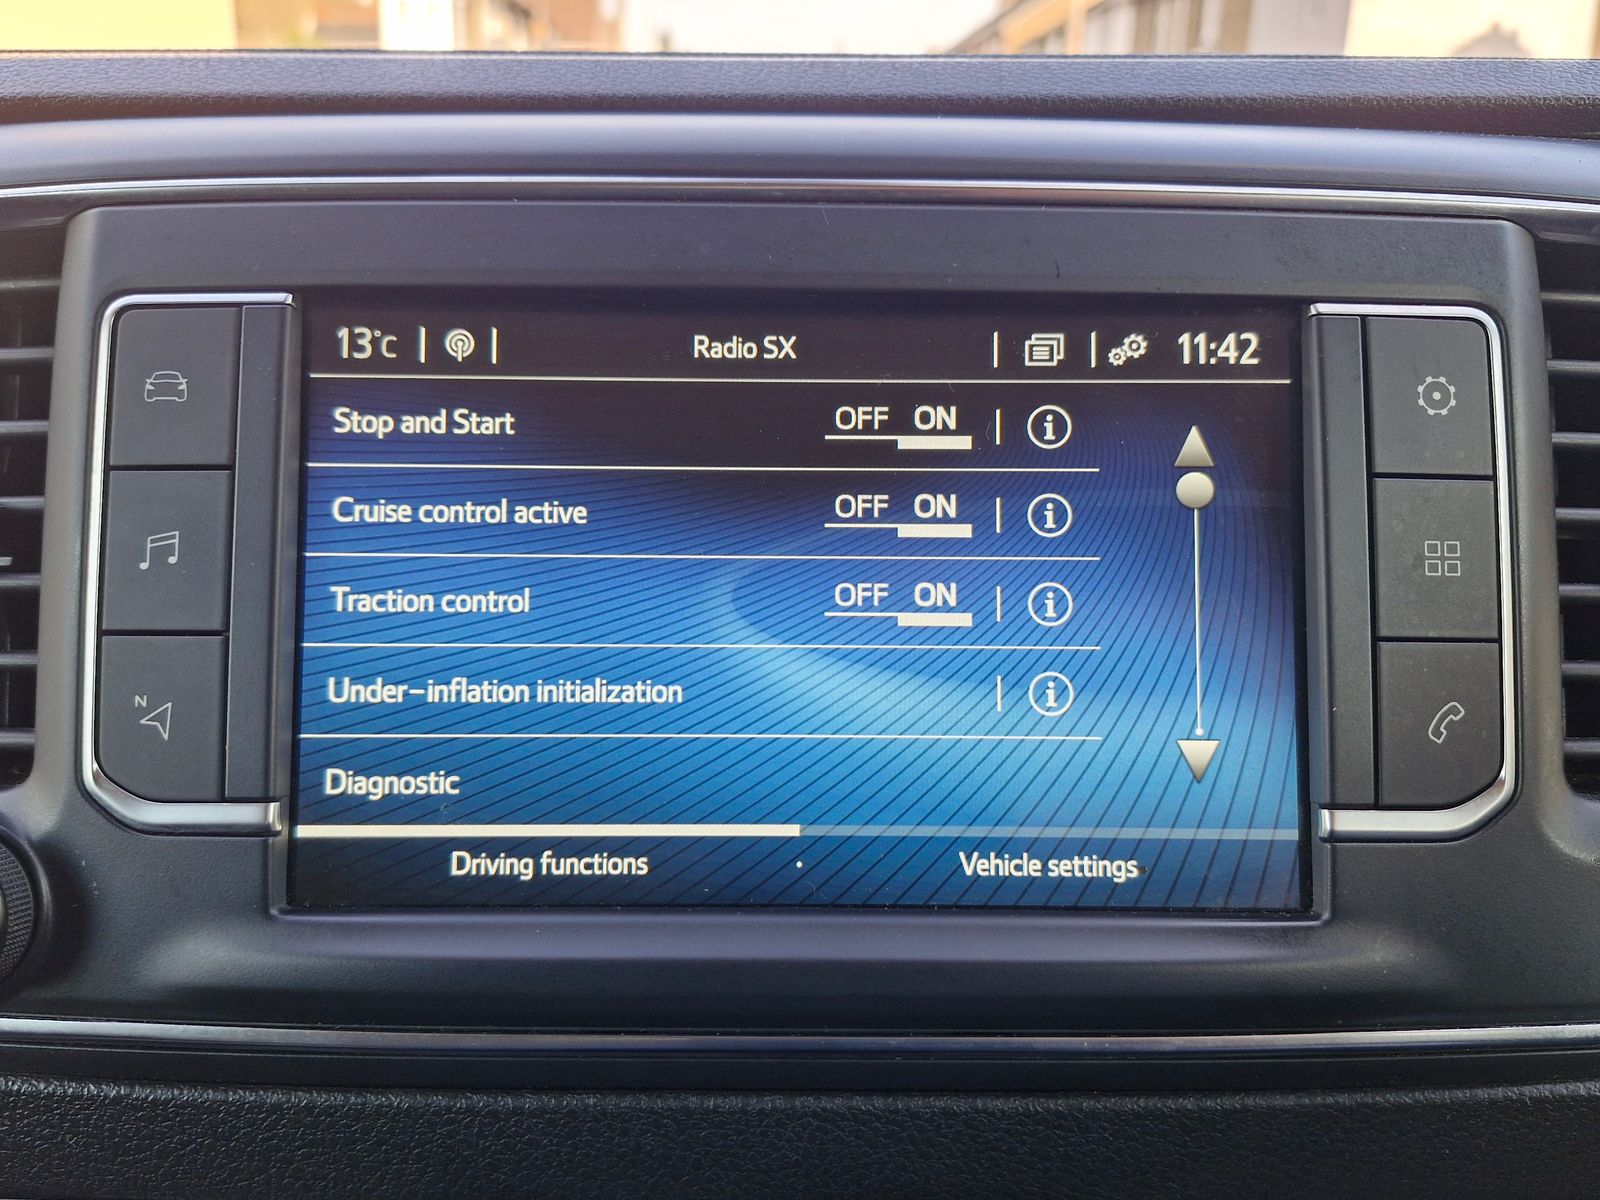 13°C | | Radio SX | | 11:42
Stop and Start OFF ON | i
Cruise control active OFF ON | i
Traction control OFF ON | i
Under-inflation initialization | i
Diagnostic
Driving functions · Vehicle settings
N